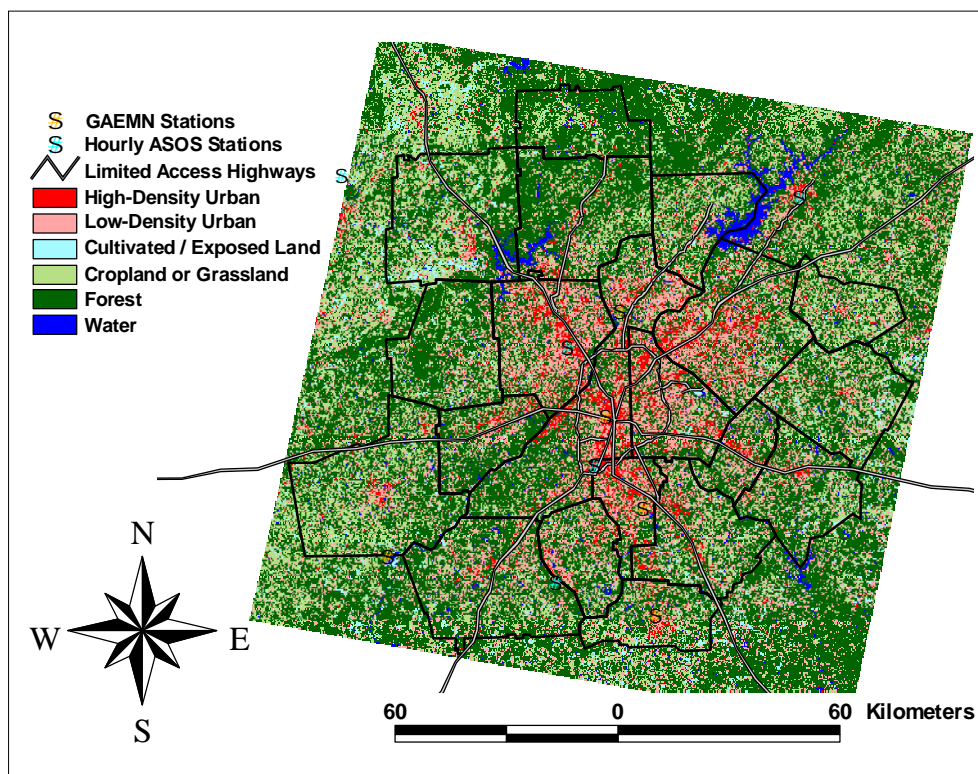 S GAEMN Stations
S Hourly ASOS Stations
Limited Access Highways
High-Density Urban
Low-Density Urban
Cultivated / Exposed Land
Cropland or Grassland
Forest
Water
N
W E
S
60 0 60 Kilometers